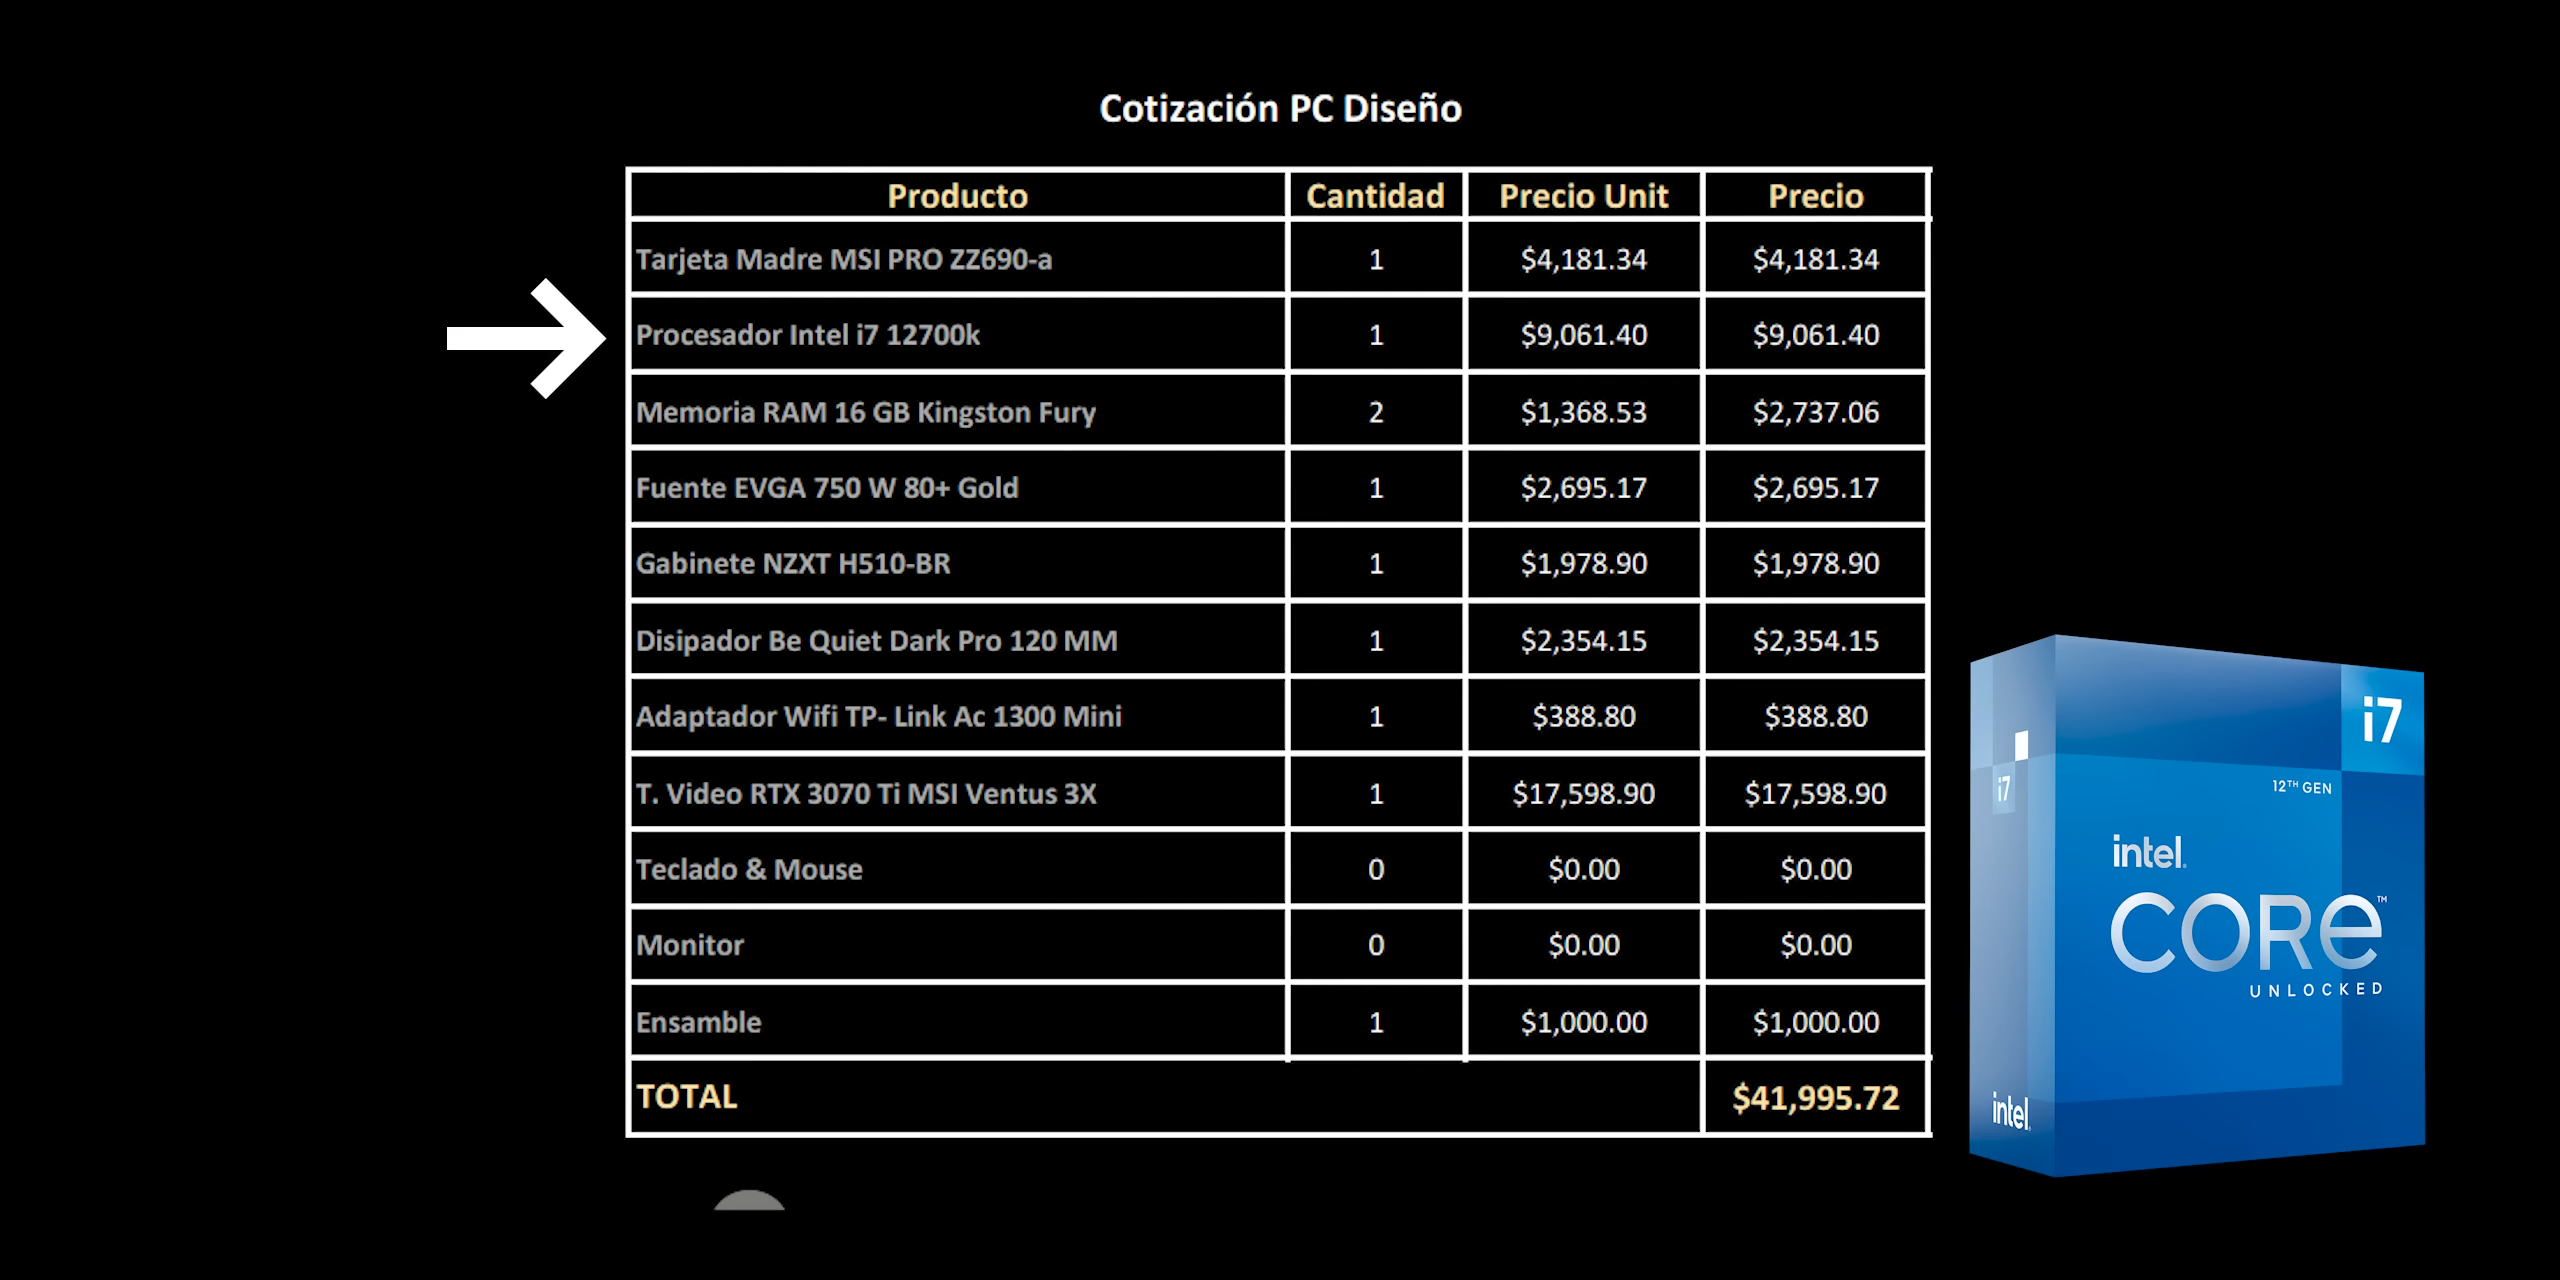 Cotización PC Diseño
Producto Cantidad Precio Unit Precio
Tarjeta Madre MSI PRO ZZ690-a 1 $4,181.34 $4,181.34
Procesador Intel i7 12700k 1 $9,061.40 $9,061.40
Memoria RAM 16 GB Kingston Fury 2 $1,368.53 $2,737.06
Fuente EVGA 750 W 80+ Gold 1 $2,695.17 $2,695.17
Gabinete NZXT H510-BR 1 $1,978.90 $1,978.90
Disipador Be Quiet Dark Pro 120 MM 1 $2,354.15 $2,354.15
Adaptador Wifi TP- Link Ac 1300 Mini 1 $388.80 $388.80
T. Video RTX 3070 Ti MSI Ventus 3X 1 $17,598.90 $17,598.90
Teclado & Mouse 0 $0.00 $0.00
Monitor 0 $0.00 $0.00
Ensamble 1 $1,000.00 $1,000.00
TOTAL $41,995.72
i7
i7
12TH GEN
intel.
CORe™
UNLOCKED
intel.